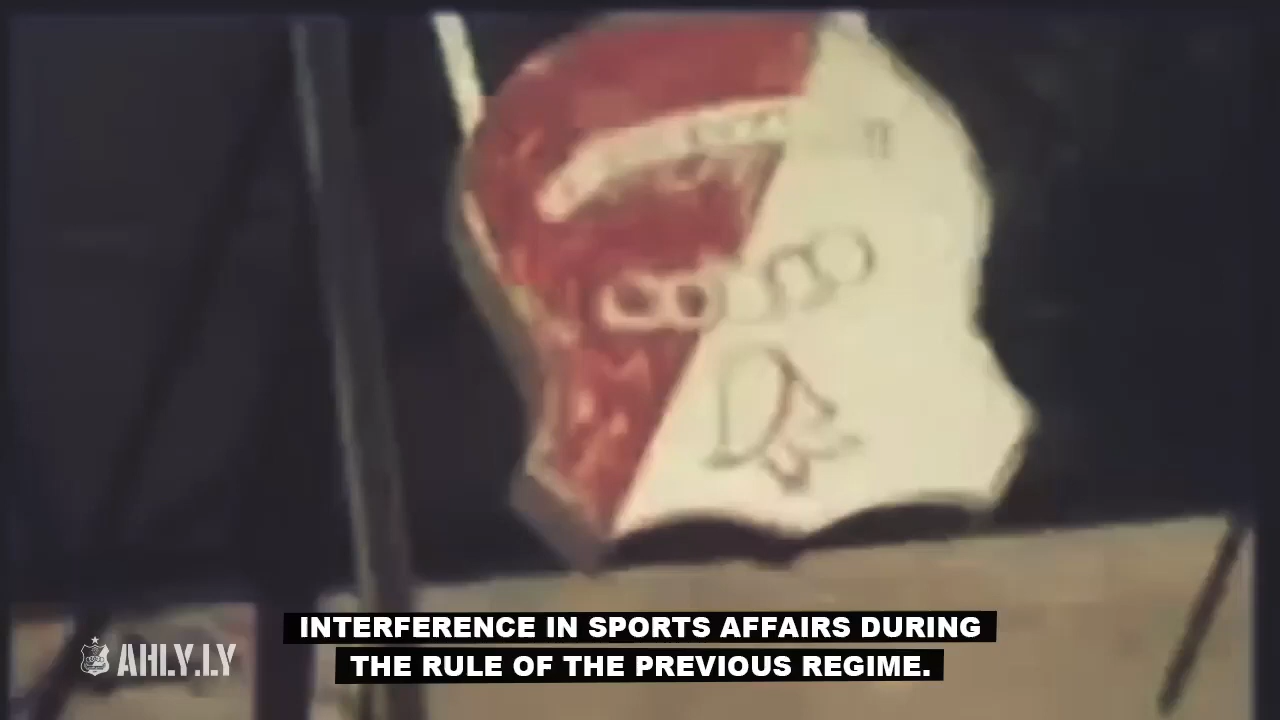 INTERFERENCE IN SPORTS AFFAIRS DURING
THE RULE OF THE PREVIOUS REGIME.
AHLY.LY